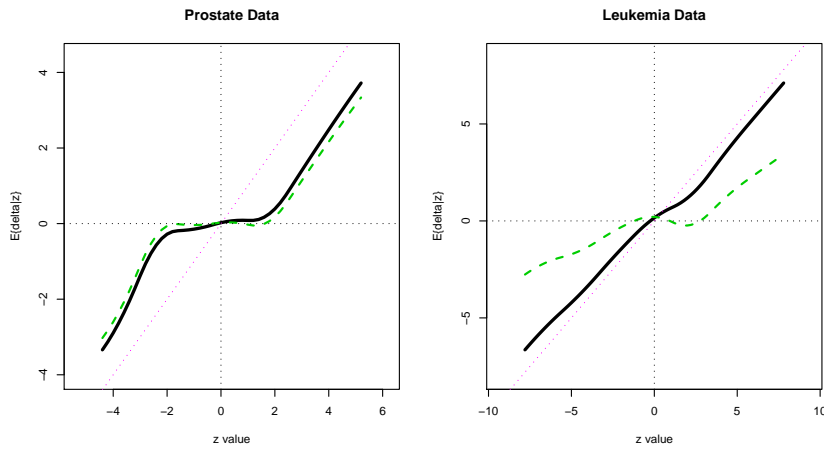 Prostate Data
E{delta|z}
4
2
0
−2
−4
−4 −2 0 2 4 6
z value
Leukemia Data
E{delta|z}
5
0
−5
−10 −5 0 5 10
z value